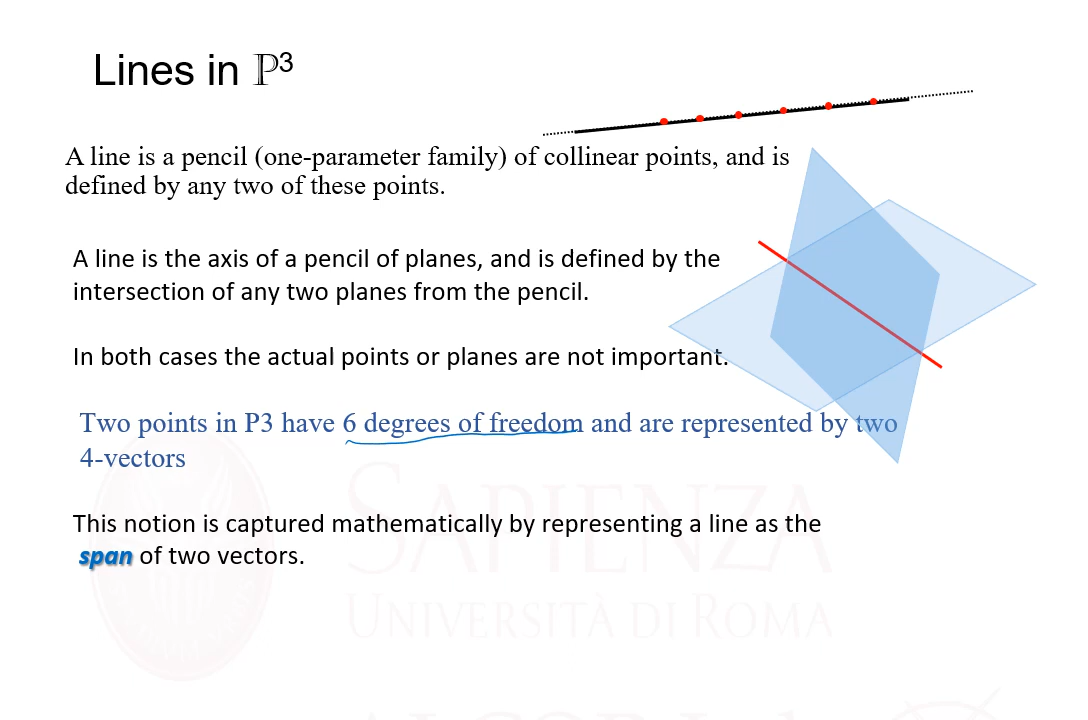 Lines in ℙ³
A line is a pencil (one-parameter family) of collinear points, and is
defined by any two of these points.
A line is the axis of a pencil of planes, and is defined by the
intersection of any two planes from the pencil.
In both cases the actual points or planes are not important.
Two points in P3 have 6 degrees of freedom and are represented by two
4-vectors
This notion is captured mathematically by representing a line as the
span of two vectors.
SAPIENZA
UNIVERSITÀ DI ROMA